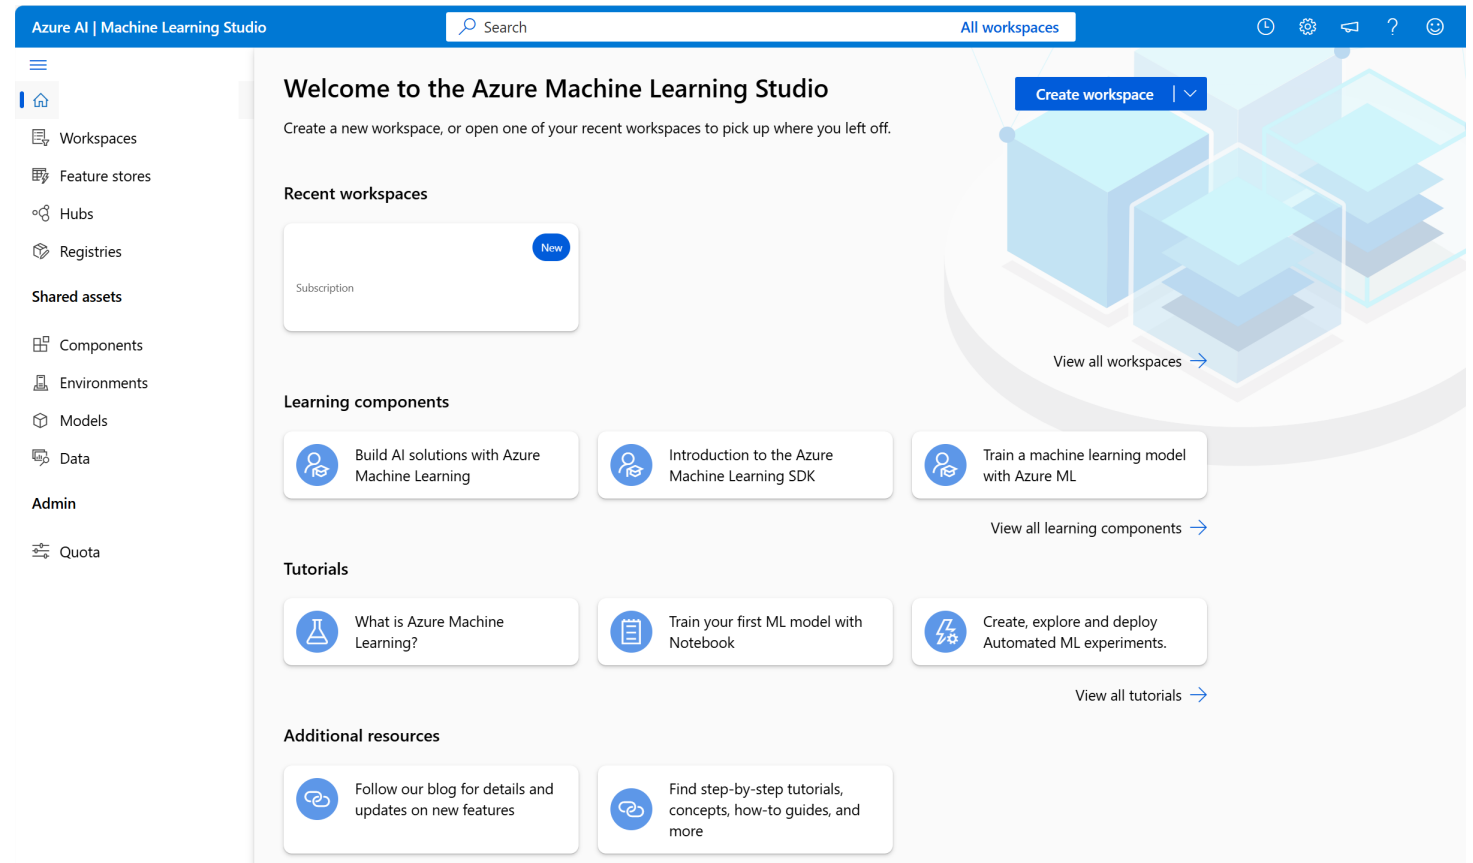 Azure AI | Machine Learning Studio
Search
All workspaces
Workspaces
Feature stores
Hubs
Registries
Shared assets
Components
Environments
Models
Data
Admin
Quota
Welcome to the Azure Machine Learning Studio
Create workspace
Create a new workspace, or open one of your recent workspaces to pick up where you left off.
Recent workspaces
New
Subscription
View all workspaces
Learning components
Build AI solutions with Azure
Machine Learning
Introduction to the Azure
Machine Learning SDK
Train a machine learning model
with Azure ML
View all learning components
Tutorials
What is Azure Machine
Learning?
Train your first ML model with
Notebook
Create, explore and deploy
Automated ML experiments.
View all tutorials
Additional resources
Follow our blog for details and
updates on new features
Find step-by-step tutorials,
concepts, how-to guides, and
more